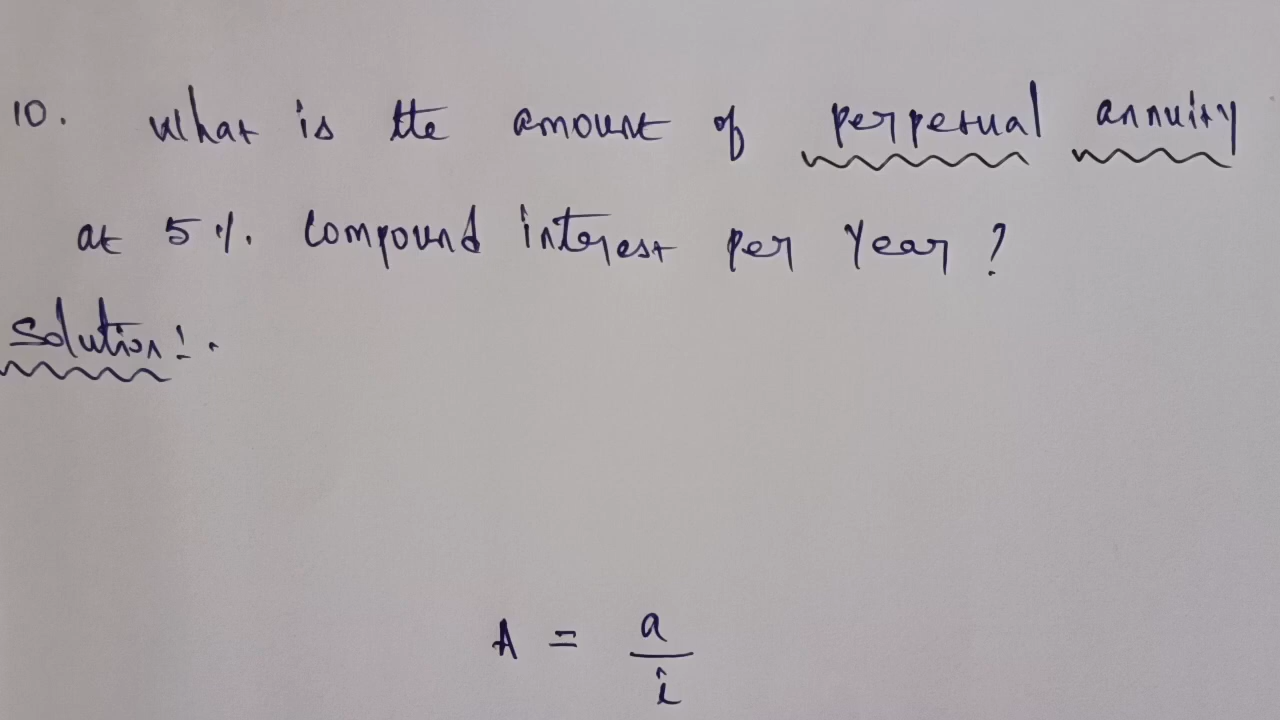 10. What is the amount of perpetual annuity
at 5 %. Compound interest per Year ?
Solution:.
A = a
i